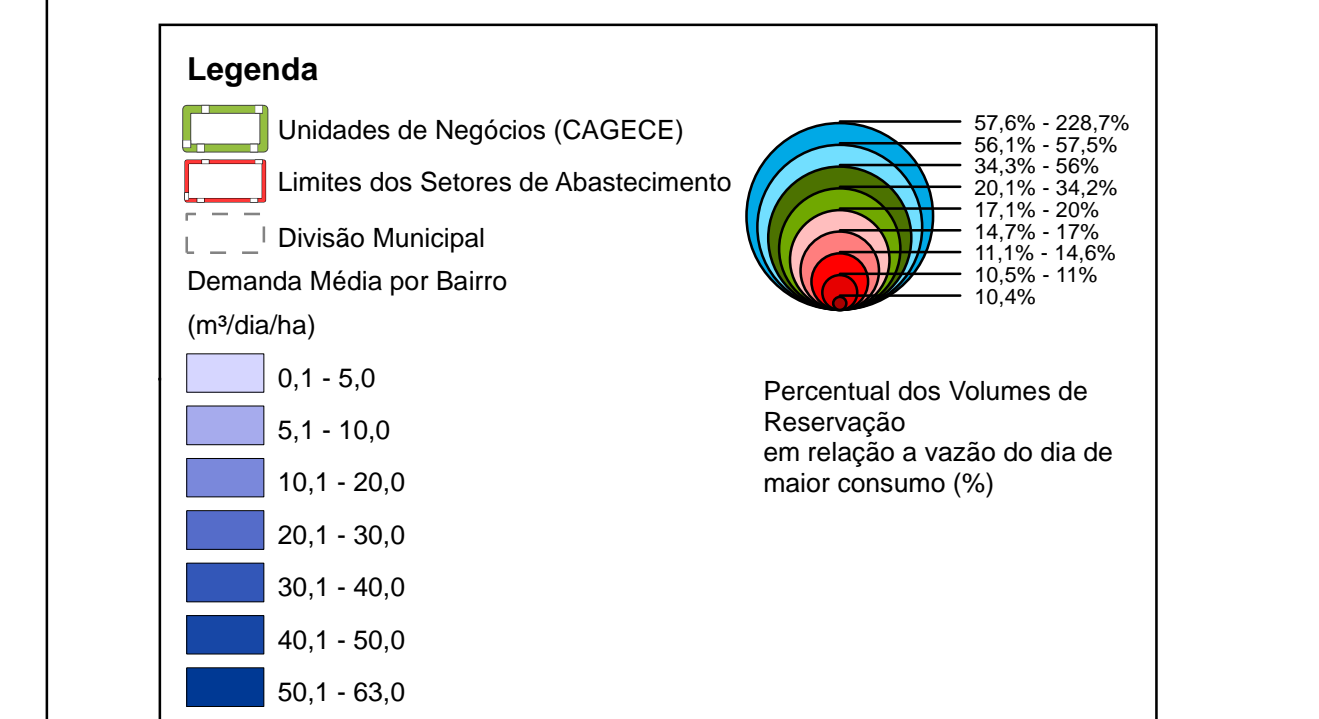 Legenda
Unidades de Negócios (CAGECE)
Limites dos Setores de Abastecimento
Divisão Municipal
Demanda Média por Bairro
(m³/dia/ha)
0,1 - 5,0
5,1 - 10,0
10,1 - 20,0
20,1 - 30,0
30,1 - 40,0
40,1 - 50,0
50,1 - 63,0
57,6% - 228,7%
56,1% - 57,5%
34,3% - 56%
20,1% - 34,2%
17,1% - 20%
14,7% - 17%
11,1% - 14,6%
10,5% - 11%
10,4%
Percentual dos Volumes de
Reservação
em relação a vazão do dia de
maior consumo (%)